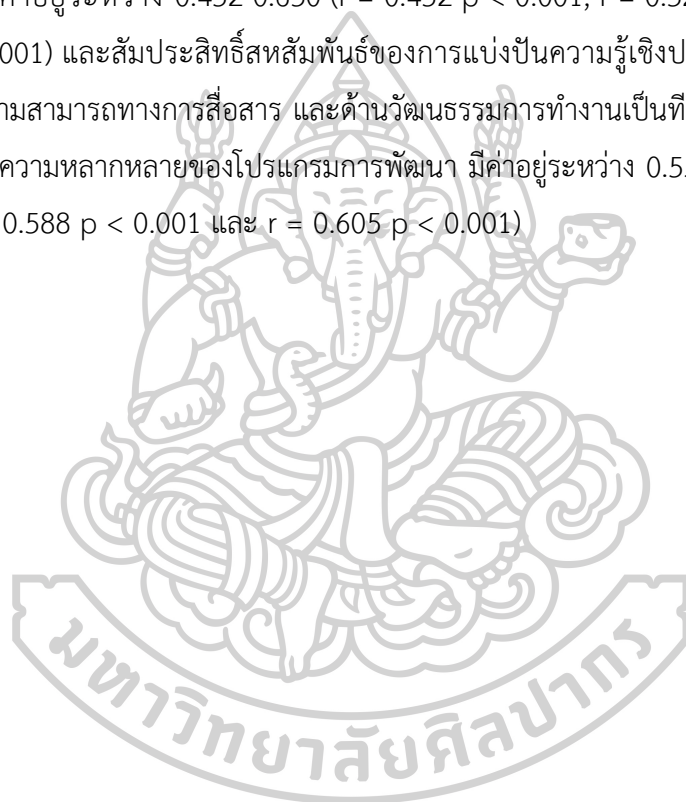 ค่าอยู่ระหว่าง 0.452-0.630 (r = 0.452 p < 0.001, r = 0.52
001) และสัมประสิทธิ์สหสัมพันธ์ของการแบ่งปันความรู้เชิงป
ามสามารถทางการสื่อสาร และด้านวัฒนธรรมการทำงานเป็นที
ความหลากหลายของโปรแกรมการพัฒนา มีค่าอยู่ระหว่าง 0.5
0.588 p < 0.001 และ r = 0.605 p < 0.001)
มหาวิทยาลัยศิลปากร